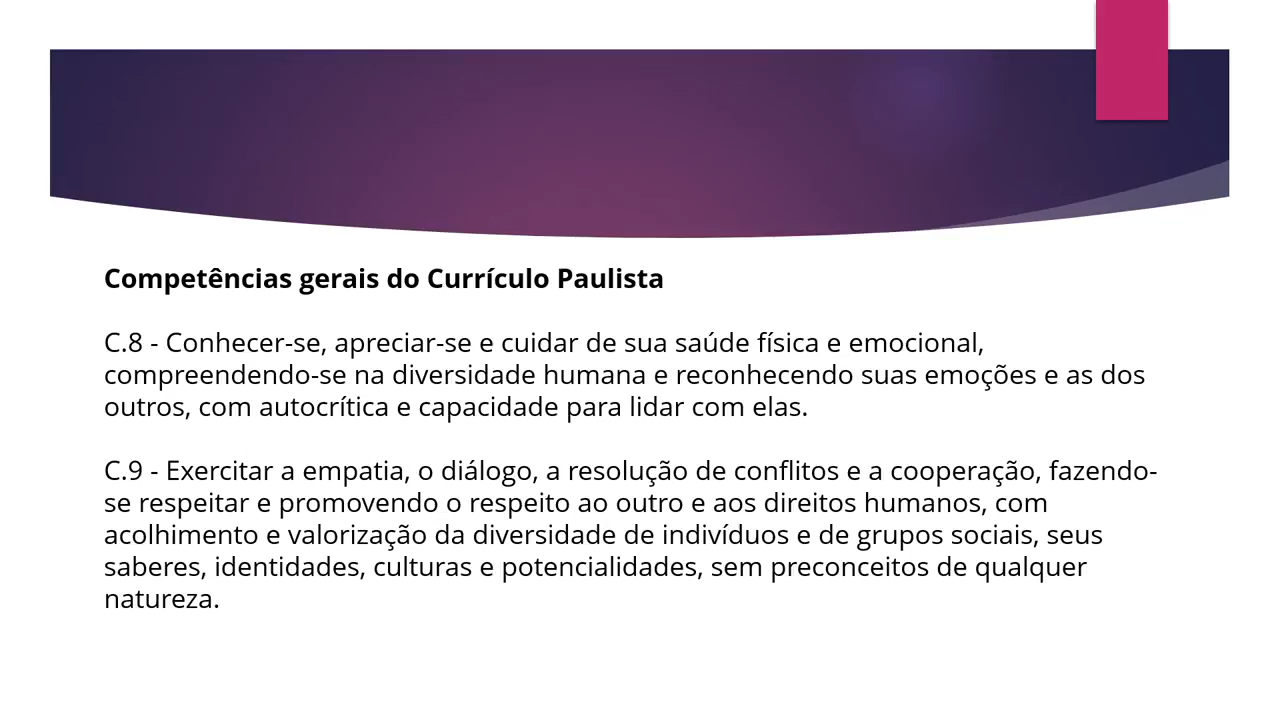 Competências gerais do Currículo Paulista
C.8 - Conhecer-se, apreciar-se e cuidar de sua saúde física e emocional,
compreendendo-se na diversidade humana e reconhecendo suas emoções e as dos
outros, com autocrítica e capacidade para lidar com elas.
C.9 - Exercitar a empatia, o diálogo, a resolução de conflitos e a cooperação, fazendo-
se respeitar e promovendo o respeito ao outro e aos direitos humanos, com
acolhimento e valorização da diversidade de indivíduos e de grupos sociais, seus
saberes, identidades, culturas e potencialidades, sem preconceitos de qualquer
natureza.